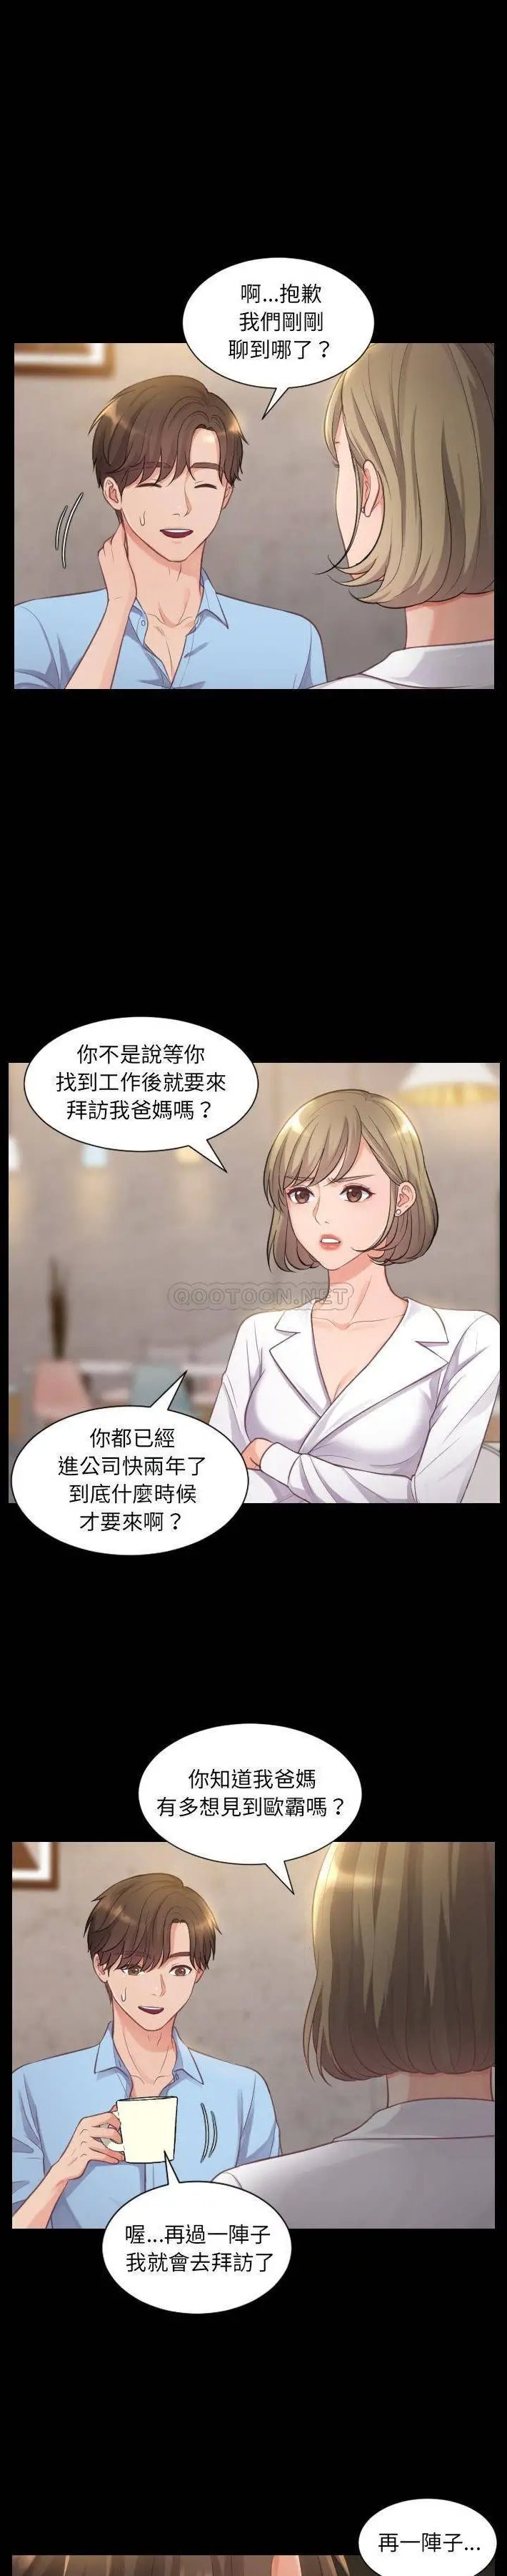 啊...抱歉
我們剛剛
聊到哪了？
你不是說等你
找到工作後就要來
拜訪我爸媽嗎？
QOOTOON.NET
你都已經
進公司快兩年了
到底什麼時候
才要來啊？
你知道我爸媽
有多想見到歐霸嗎？
喔...再過一陣子
我就會去拜訪了
再一陣子...